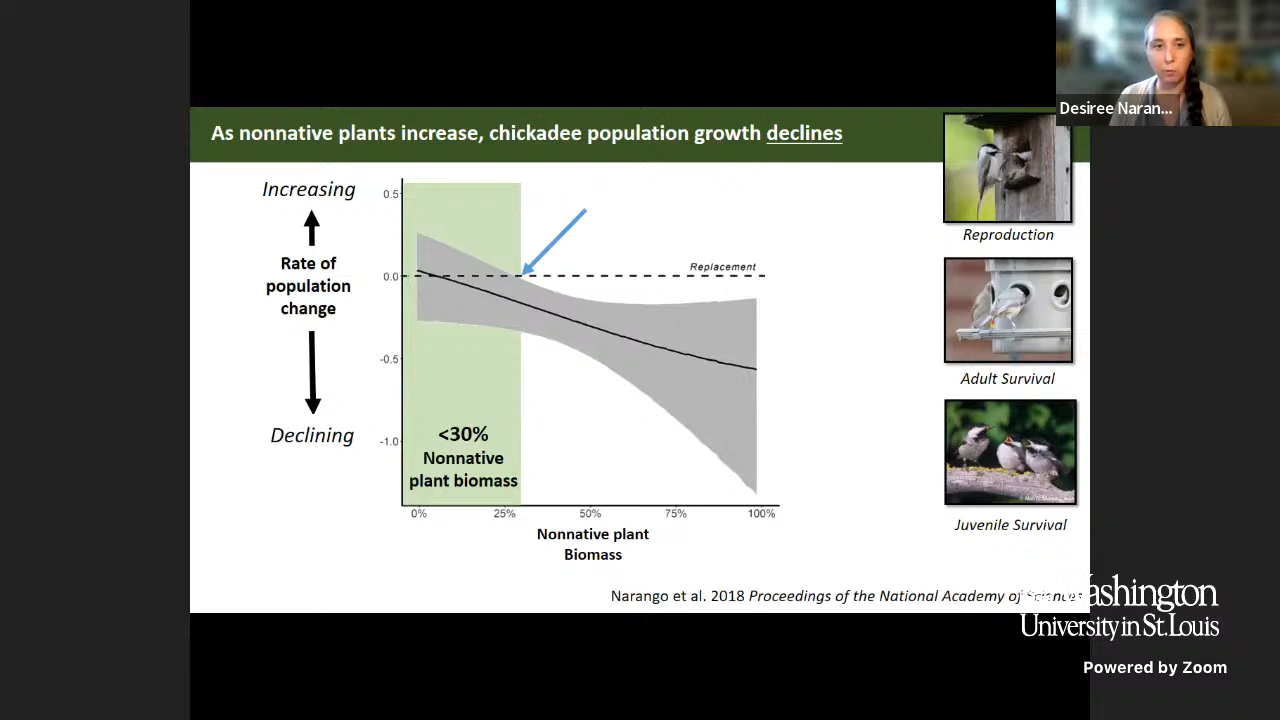 Desiree Naran...
As nonnative plants increase, chickadee population growth declines
Increasing
Rate of
population
change
Declining
0.5
0.0
-0.5
-1.0
Replacement
<30%
Nonnative
plant biomass
0% 25% 50% 75% 100%
Nonnative plant
Biomass
Reproduction
Adult Survival
Juvenile Survival
Narango et al. 2018 Proceedings of the National Academy of
Washington
University in St. Louis
Powered by Zoom